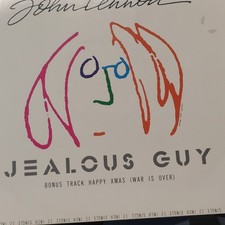 John Lennon
JEALOUS GUY
BONUS TRACK HAPPY XMAS (WAR IS OVER)